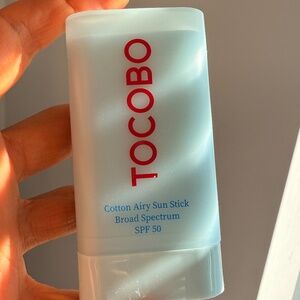 TOCOBO
Cotton Airy Sun Stick
Broad Spectrum
SPF 50